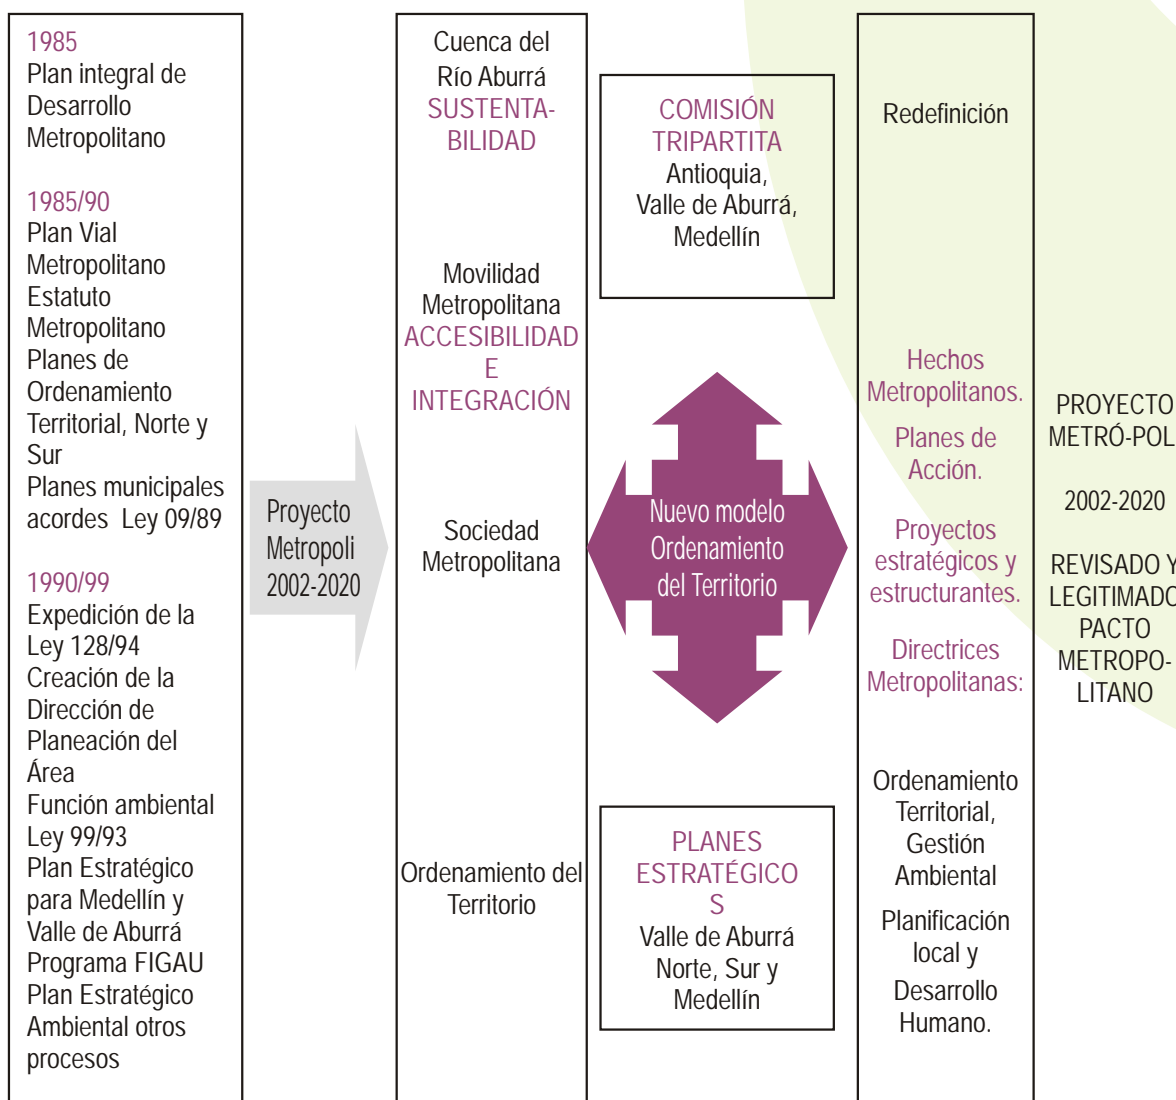 1985
Plan integral de
Desarrollo
Metropolitano
1985/90
Plan Vial
Metropolitano
Estatuto
Metropolitano
Planes de
Ordenamiento
Territorial, Norte y
Sur
Planes municipales
acordes Ley 09/89
1990/99
Expedición de la
Ley 128/94
Creación de la
Dirección de
Planeación del
Área
Función ambiental
Ley 99/93
Plan Estratégico
para Medellín y
Valle de Aburrá
Programa FIGAU
Plan Estratégico
Ambiental otros
procesos
Proyecto
Metropoli
2002-2020
Cuenca del
Río Aburrá
SUSTENTA-
BILIDAD
Movilidad
Metropolitana
ACCESIBILIDAD
E
INTEGRACIÓN
Sociedad
Metropolitana
Ordenamiento del
Territorio
COMISIÓN
TRIPARTITA
Antioquia,
Valle de Aburrá,
Medellín
Nuevo modelo
Ordenamiento
del Territorio
PLANES
ESTRATÉGICO
S
Valle de Aburrá
Norte, Sur y
Medellín
Redefinición
Hechos
Metropolitanos.
Planes de
Acción.
Proyectos
estratégicos y
estructurantes.
Directrices
Metropolitanas:
Ordenamiento
Territorial,
Gestión
Ambiental
Planificación
local y
Desarrollo
Humano.
PROYECTO
METRÓ-POL
2002-2020
REVISADO Y
LEGITIMADO
PACTO
METROPO-
LITANO